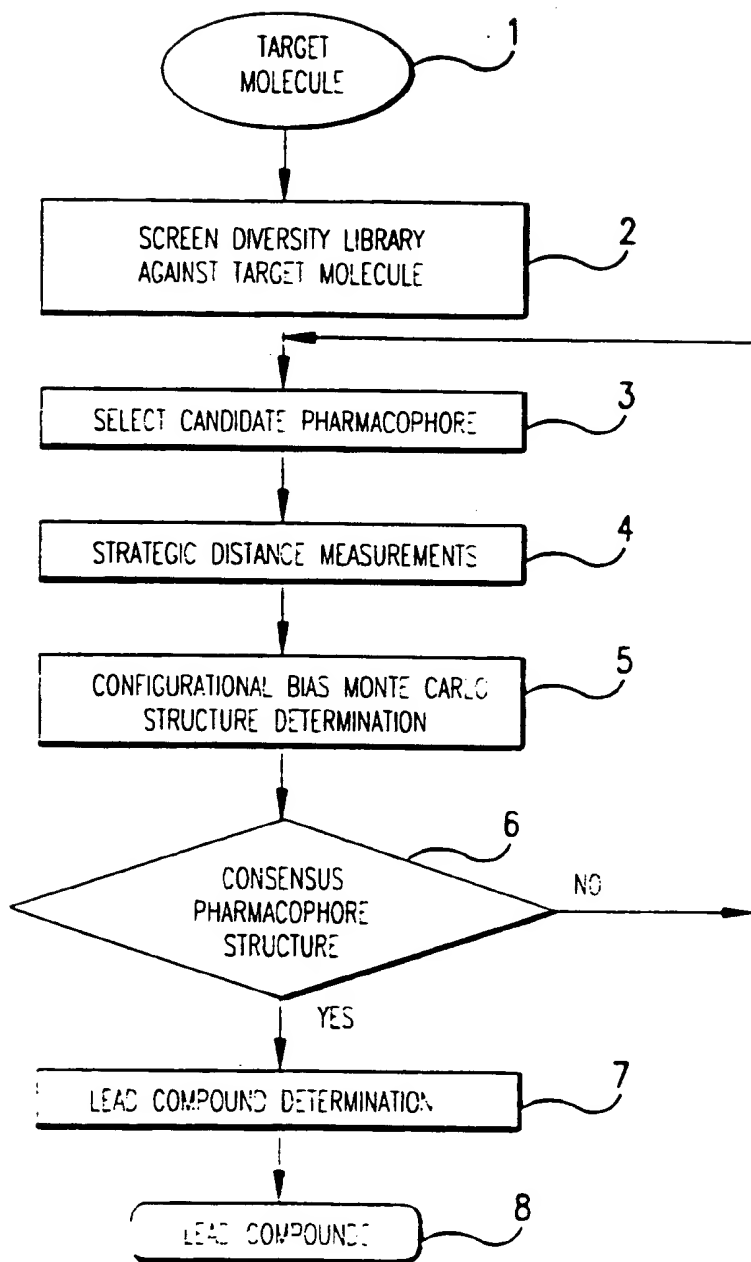 1
TARGET
MOLECULE
SCREEN DIVERSITY LIBRARY
AGAINST TARGET MOLECULE
2
SELECT CANDIDATE PHARMACOPHORE
3
STRATEGIC DISTANCE MEASUREMENTS
4
CONFIGURATIONAL BIAS MONTE CARLO
STRUCTURE DETERMINATION
5
6
CONSENSUS
PHARMACOPHORE
STRUCTURE
NO
YES
LEAD COMPOUND DETERMINATION
7
LEAD COMPOUNDS
8